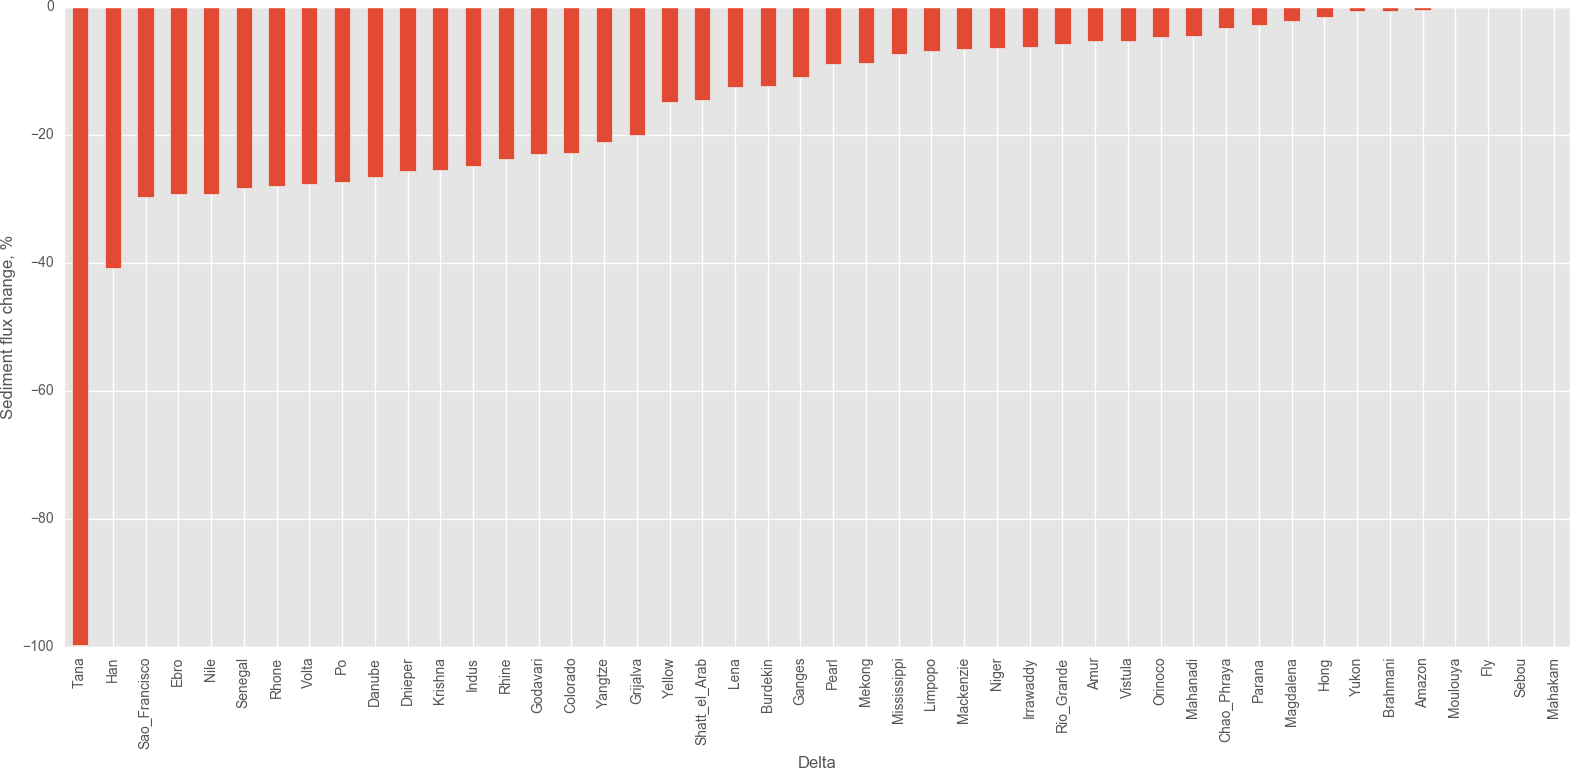 0
−20
−40
−60
−80
−100
Sediment flux change, %
Tana
Han
Sao_Francisco
Ebro
Nile
Senegal
Rhone
Volta
Po
Danube
Dnieper
Krishna
Indus
Rhine
Godavari
Colorado
Yangtze
Grijalva
Yellow
Shatt_el_Arab
Lena
Burdekin
Ganges
Pearl
Mekong
Mississippi
Limpopo
Mackenzie
Niger
Irrawaddy
Rio_Grande
Amur
Vistula
Orinoco
Mahanadi
Chao_Phraya
Parana
Magdalena
Hong
Yukon
Brahmani
Amazon
Moulouya
Fly
Sebou
Mahakam
Delta